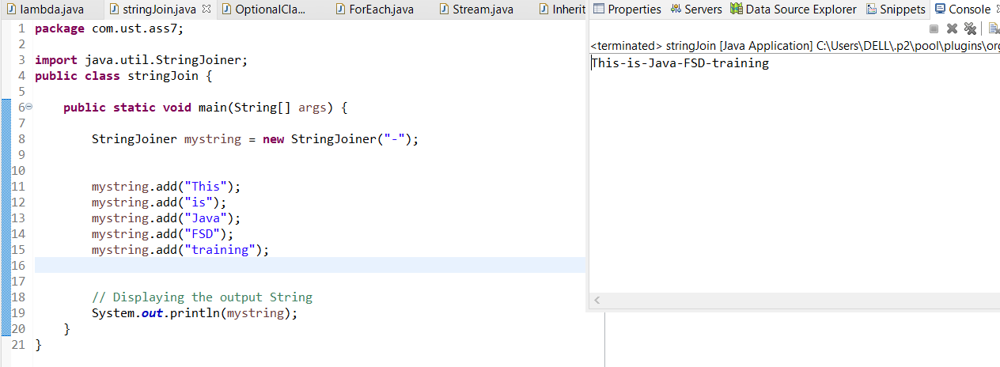 lambda.java stringJoin.java OptionalCla... ForEach.java Stream.java Inherit
1 package com.ust.ass7;
2
3 import java.util.StringJoiner;
4 public class stringJoin {
5
6 public static void main(String[] args) {
7
8 StringJoiner mystring = new StringJoiner("-");
9
10
11 mystring.add("This");
12 mystring.add("is");
13 mystring.add("Java");
14 mystring.add("FSD");
15 mystring.add("training");
16
17
18 // Displaying the output String
19 System.out.println(mystring);
20 }
21 }
Properties Servers Data Source Explorer Snippets Console
<terminated> stringJoin [Java Application] C:\Users\DELL\.p2\pool\plugins\org
This-is-Java-FSD-training